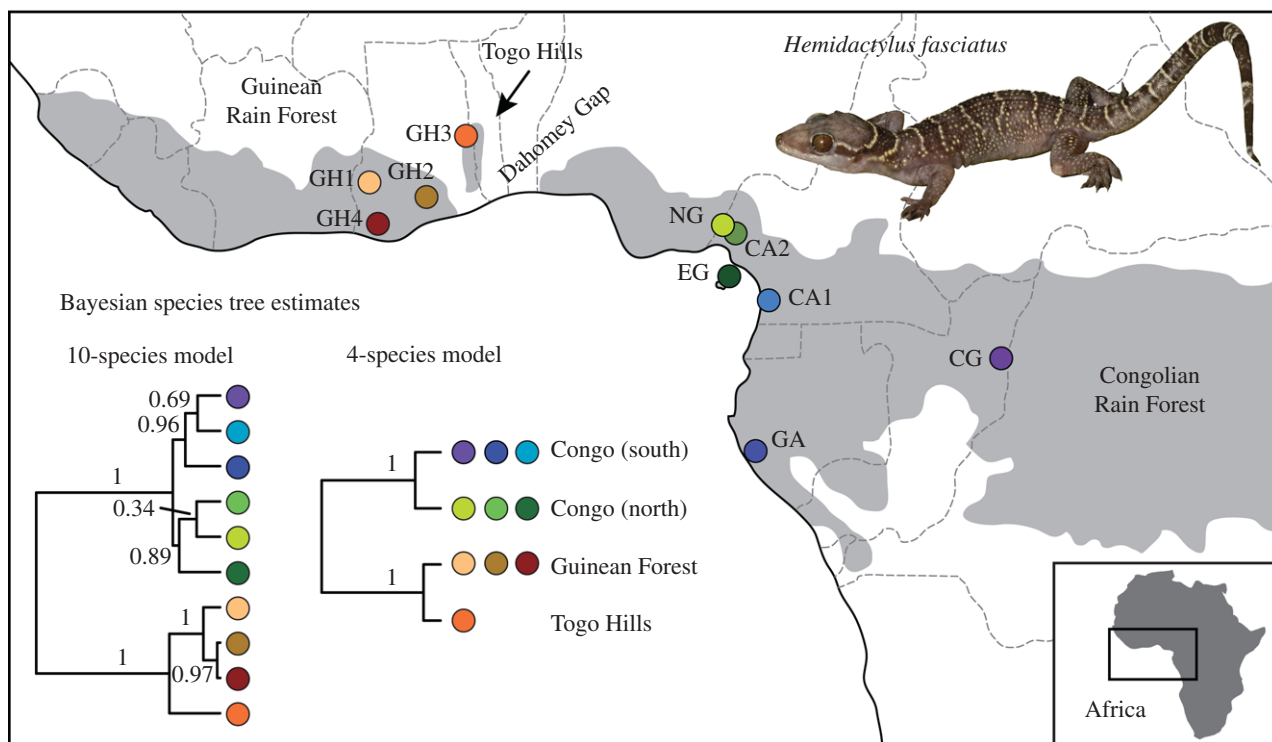 Togo Hills
Hemidactylus fasciatus
Guinean
Rain Forest
Dahomey Gap
GH3
GH1
GH2
GH4
NG
CA2
EG
CA1
CG
Congolian
Rain Forest
GA
Bayesian species tree estimates
10-species model
0.69
0.96
1
0.34
0.89
1
1
0.97
4-species model
1
Congo (south)
Congo (north)
1
Guinean Forest
Togo Hills
Africa